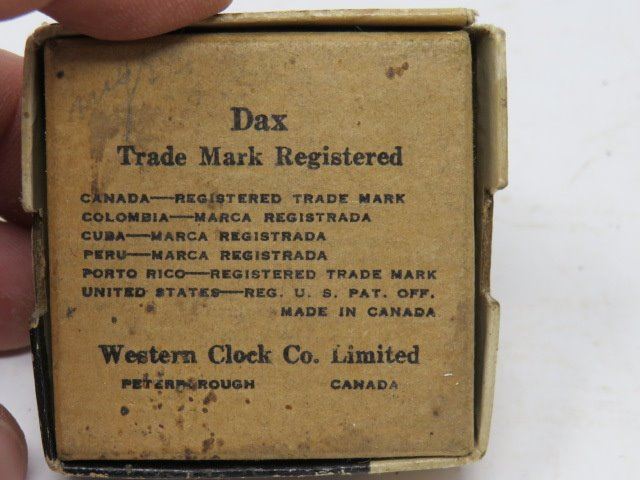 Dax
Trade Mark Registered
CANADA—REGISTERED TRADE MARK
COLOMBIA—MARCA REGISTRADA
CUBA—MARCA REGISTRADA
PERU—MARCA REGISTRADA
PORTO RICO—REGISTERED TRADE MARK
UNITED STATES—REG. U. S. PAT. OFF.
MADE IN CANADA
Western Clock Co. Limited
PETERBOROUGH CANADA